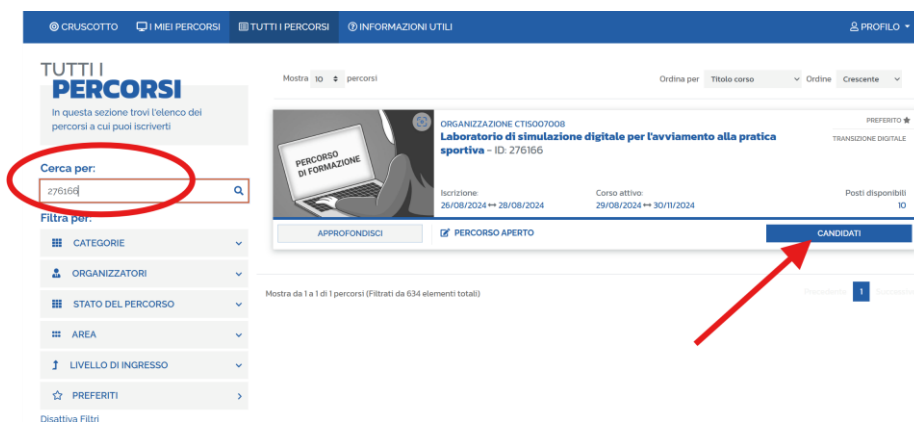 CRUSCOTTO I MIEI PERCORSI TUTTI I PERCORSI INFORMAZIONI UTILI PROFILO
TUTTI I
PERCORSI
In questa sezione trovi l'elenco dei
percorsi a cui puoi iscriverti
Cerca per:
276166
Filtra per:
CATEGORIE
ORGANIZZATORI
STATO DEL PERCORSO
AREA
LIVELLO DI INGRESSO
PREFERITI
Disattiva Filtri
Mostra 10 percorsi
Ordina per Titolo corso Ordine Crescente
PERCORSO
DI FORMAZIONE
ORGANIZZAZIONE CTIS007008
PREFERITO
Laboratorio di simulazione digitale per l'avviamento alla pratica
sportiva - ID: 276166
TRANSIZIONE DIGITALE
Iscrizione: Corso attivo: Posti disponibili
26/08/2024 ↔ 28/08/2024 29/08/2024 ↔ 30/11/2024 10
APPROFONDISCI PERCORSO APERTO CANDIDATI
Mostra da 1 a 1 di 1 percorsi (Filtrati da 634 elementi totali)
1